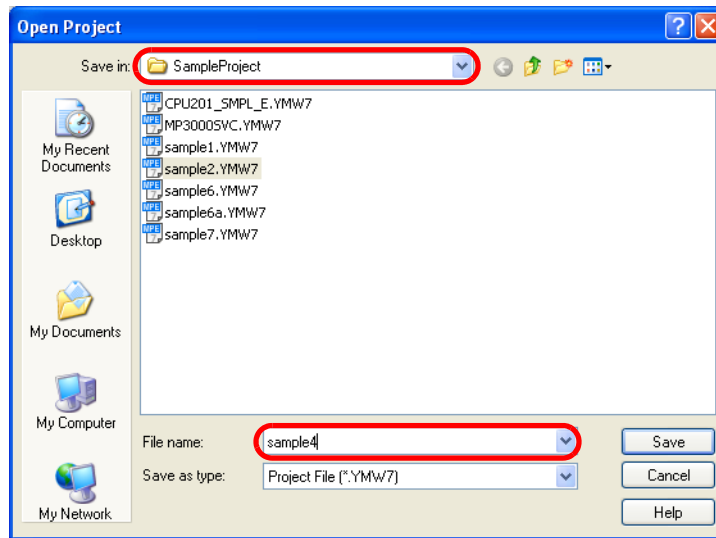 Open Project
Save in: SampleProject
My Recent Documents
Desktop
My Documents
My Computer
My Network
CPU201_SMPL_E.YMW7
MP3000SVC.YMW7
sample1.YMW7
sample2.YMW7
sample6.YMW7
sample6a.YMW7
sample7.YMW7
File name: sample4 Save
Save as type: Project File (*.YMW7) Cancel
Help